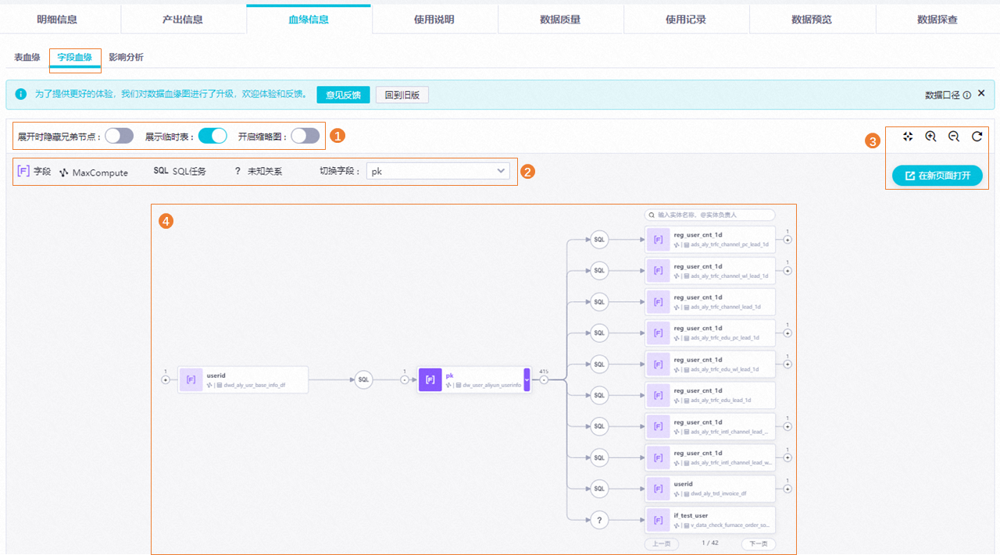 明细信息 产出信息 血缘信息 使用说明 数据质量 使用记录 数据预览 数据探查
表血缘 字段血缘 影响分析
为了提供更好的体验，我们对数据血缘图进行了升级，欢迎体验和反馈。 意见反馈 回到旧版 数据口径
展开时隐藏兄弟节点： 展示临时表： 开启缩略图： 1
3
在新页面打开
[F] 字段 MaxCompute SQL SQL任务 ? 未知关系 切换字段： pk 2
4
输入实体名称、@实体负责人
SQL [F] reg_user_cnt_1d 1
ads_aly_trfc_channel_pc_lead_1d
SQL [F] reg_user_cnt_1d 1
ads_aly_trfc_channel_wl_lead_1d
SQL [F] reg_user_cnt_1d
ads_aly_trfc_channel_lead_1d
SQL [F] reg_user_cnt_1d 1
ads_aly_trfc_edu_pc_lead_1d
SQL [F] reg_user_cnt_1d 1
ads_aly_trfc_edu_wl_lead_1d
1 [F] userid SQL 1 [F] pk 415
dwd_aly_usr_base_info_df dw_user_aliyun_userinfo
SQL [F] reg_user_cnt_1d
ads_aly_trfc_edu_lead_1d
SQL [F] reg_user_cnt_1d 1
ads_aly_trfc_intl_channel_lead_...
SQL [F] reg_user_cnt_1d 1
ads_aly_trfc_intl_channel_lead_w...
SQL [F] userid 1
dwd_aly_trd_invoice_df
? [F] if_test_user
v_data_check_furnace_order_so...
上一页 1 / 42 下一页